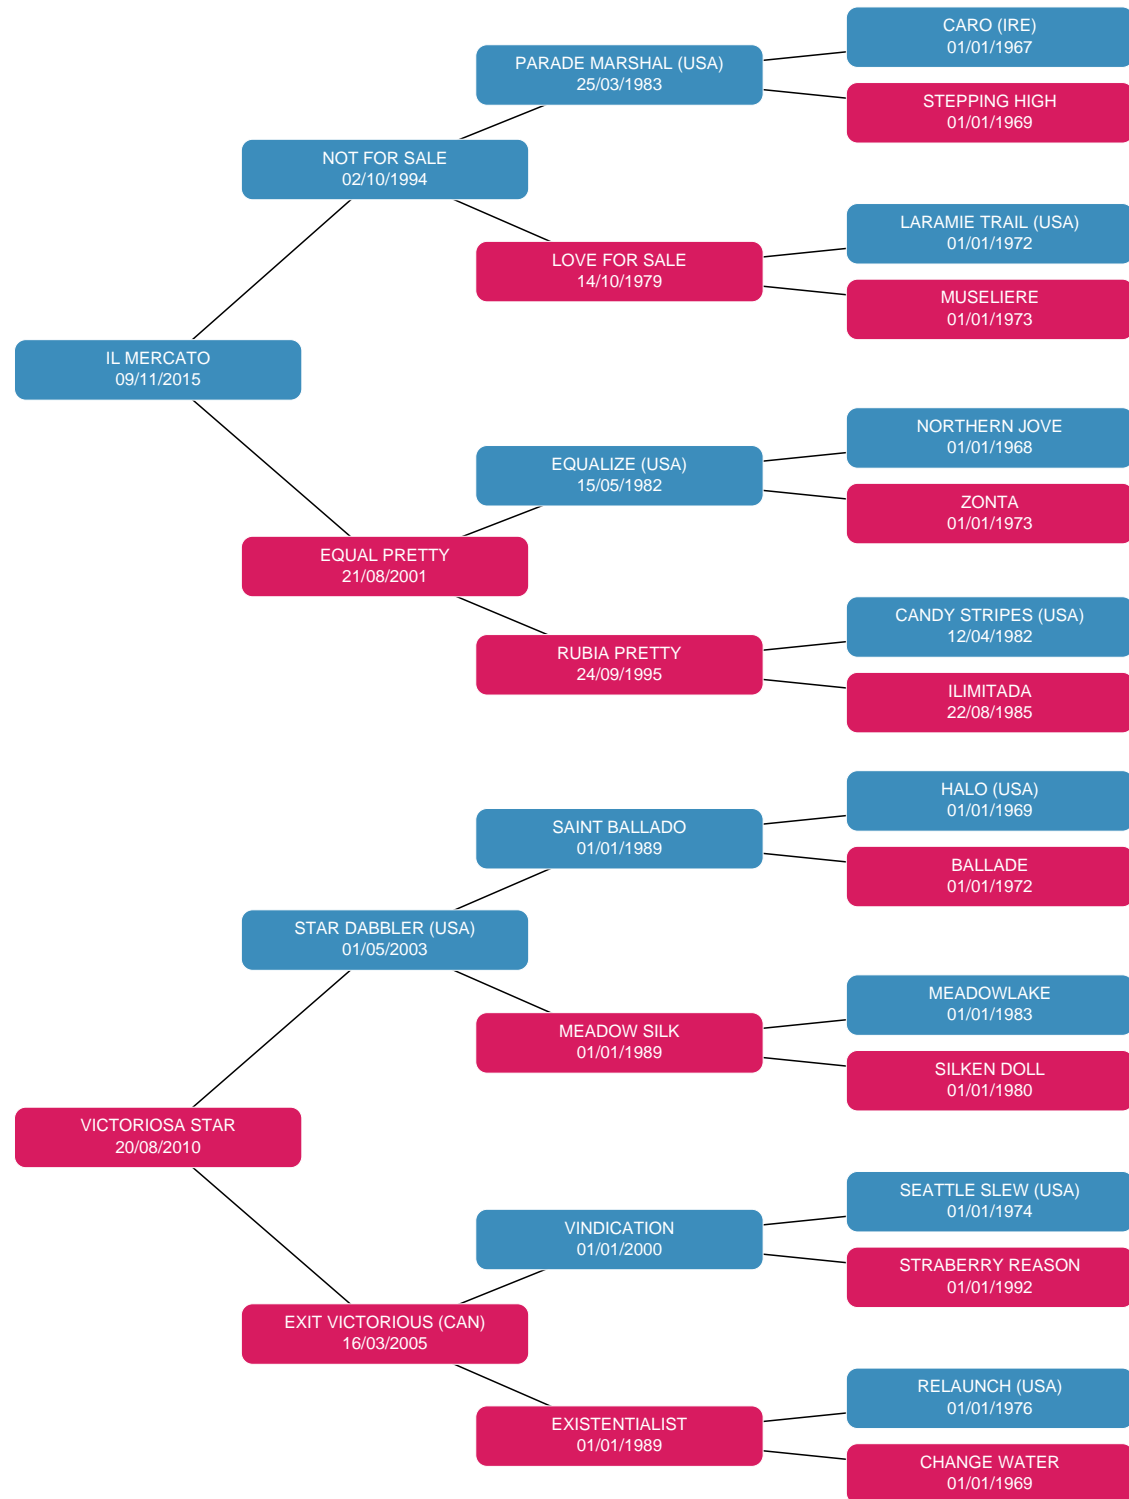 CARO (IRE)
01/01/1967
PARADE MARSHAL (USA)
25/03/1983
STEPPING HIGH
01/01/1969
NOT FOR SALE
02/10/1994
LARAMIE TRAIL (USA)
01/01/1972
LOVE FOR SALE
14/10/1979
MUSELIERE
01/01/1973
IL MERCATO
09/11/2015
NORTHERN JOVE
01/01/1968
EQUALIZE (USA)
15/05/1982
ZONTA
01/01/1973
EQUAL PRETTY
21/08/2001
CANDY STRIPES (USA)
12/04/1982
RUBIA PRETTY
24/09/1995
ILIMITADA
22/08/1985
HALO (USA)
01/01/1969
SAINT BALLADO
01/01/1989
BALLADE
01/01/1972
STAR DABBLER (USA)
01/05/2003
MEADOWLAKE
01/01/1983
MEADOW SILK
01/01/1989
SILKEN DOLL
01/01/1980
VICTORIOSA STAR
20/08/2010
SEATTLE SLEW (USA)
01/01/1974
VINDICATION
01/01/2000
STRABERRY REASON
01/01/1992
EXIT VICTORIOUS (CAN)
16/03/2005
RELAUNCH (USA)
01/01/1976
EXISTENTIALIST
01/01/1989
CHANGE WATER
01/01/1969